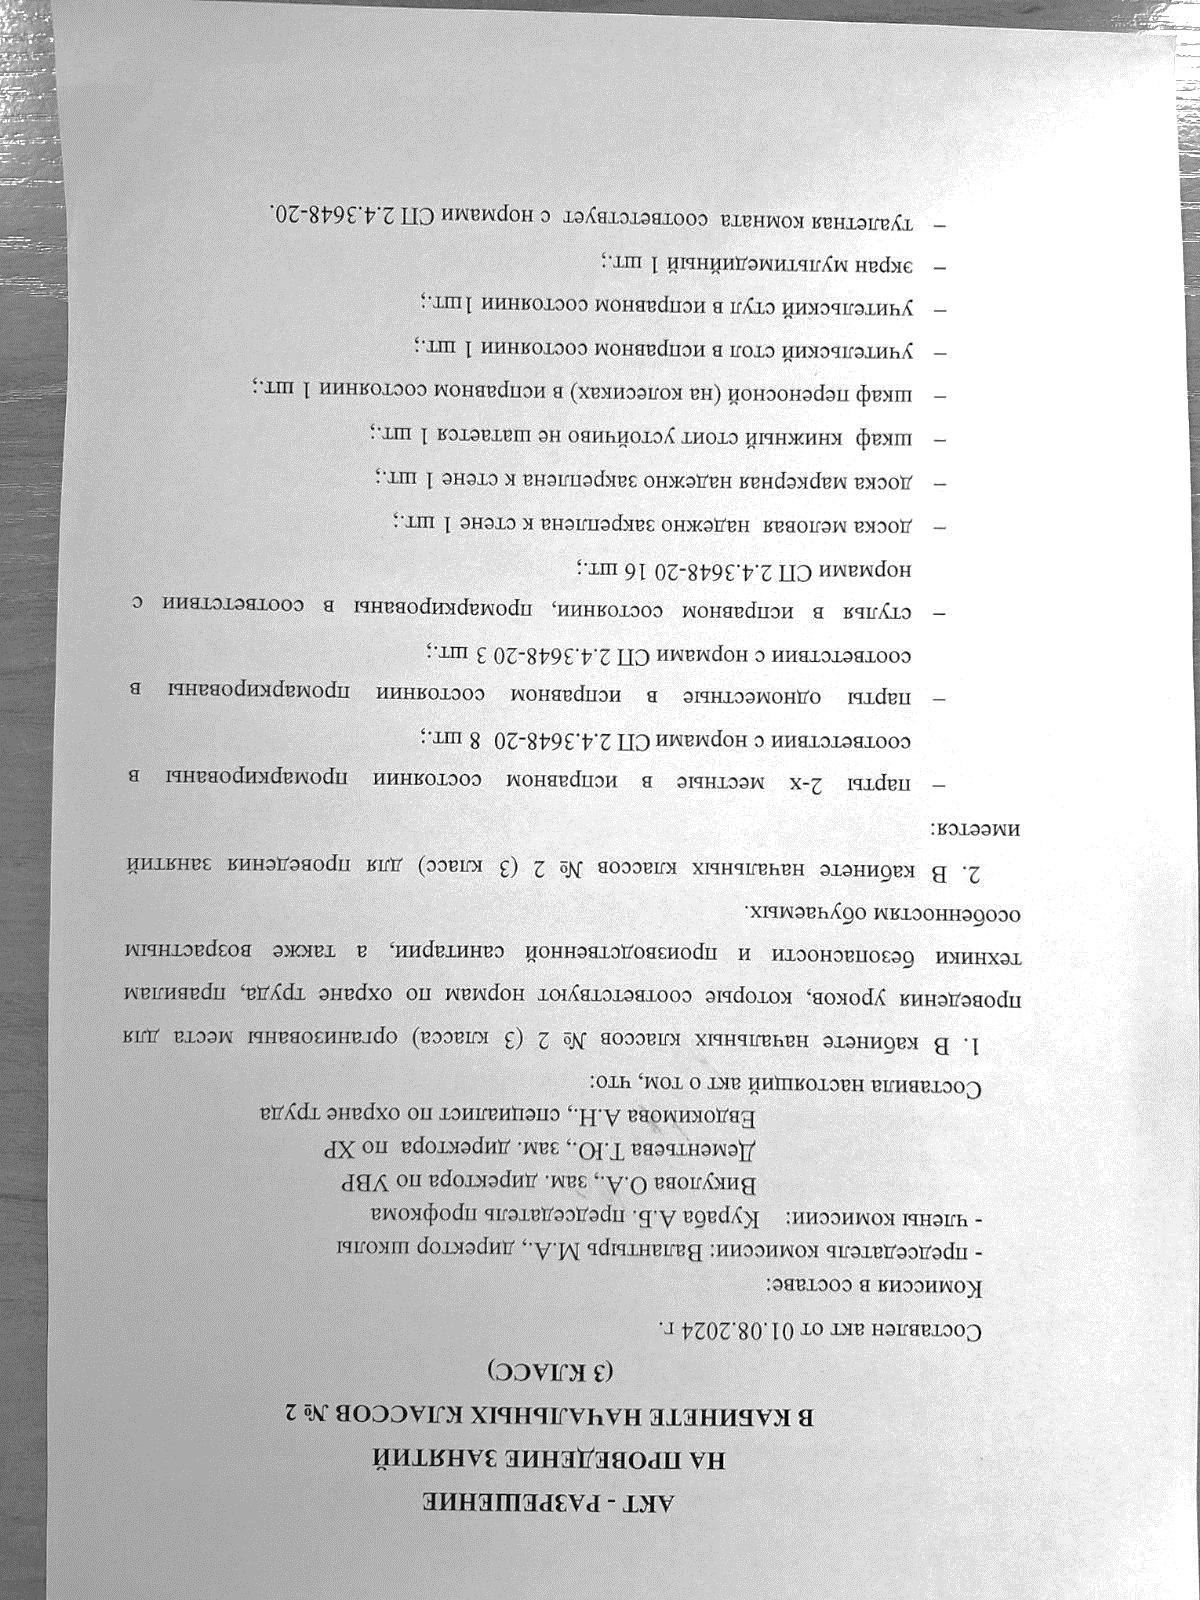 АКТ - РАЗРЕШЕНИЕ
НА ПРОВЕДЕНИЕ ЗАНЯТИЙ
В КАБИНЕТЕ НАЧАЛЬНЫХ КЛАССОВ № 2
(3 КЛАСС)
Составлен акт от 01.08.2024 г.
Комиссия в составе:
- председатель комиссии: Валантырь М.А., директор школы
- члены комиссии: Кураба А.Б. председатель профкома
Викулова О.А., зам. директора по УВР
Дементьева Т.Ю., зам. директора по ХР
Евдокимова А.Н., специалист по охране труда
Составила настоящий акт о том, что:
1. В кабинете начальных классов № 2 (3 класса) организованы места для
проведения уроков, которые соответствуют нормам по охране труда, правилам
техники безопасности и производственной санитарии, а также возрастным
особенностям обучаемых.
2. В кабинете начальных классов № 2 (3 класс) для проведения занятий
имеется:
– парты 2-х местные в исправном состоянии промаркированы в
соответствии с нормами СП 2.4.3648-20 8 шт.;
– парты одноместные в исправном состоянии промаркированы в
соответствии с нормами СП 2.4.3648-20 3 шт.;
– стулья в исправном состоянии, промаркированы в соответствии с
нормами СП 2.4.3648-20 16 шт.;
– доска меловая надежно закреплена к стене 1 шт.;
– доска маркерная надежно закреплена к стене 1 шт.;
– шкаф книжный стоит устойчиво не шатается 1 шт.;
– шкаф переносной (на колесиках) в исправном состоянии 1 шт.;
– учительский стол в исправном состоянии 1 шт.;
– учительский стул в исправном состоянии 1шт.;
– экран мультимедийный 1 шт.;
– туалетная комната соответствует с нормами СП 2.4.3648-20.